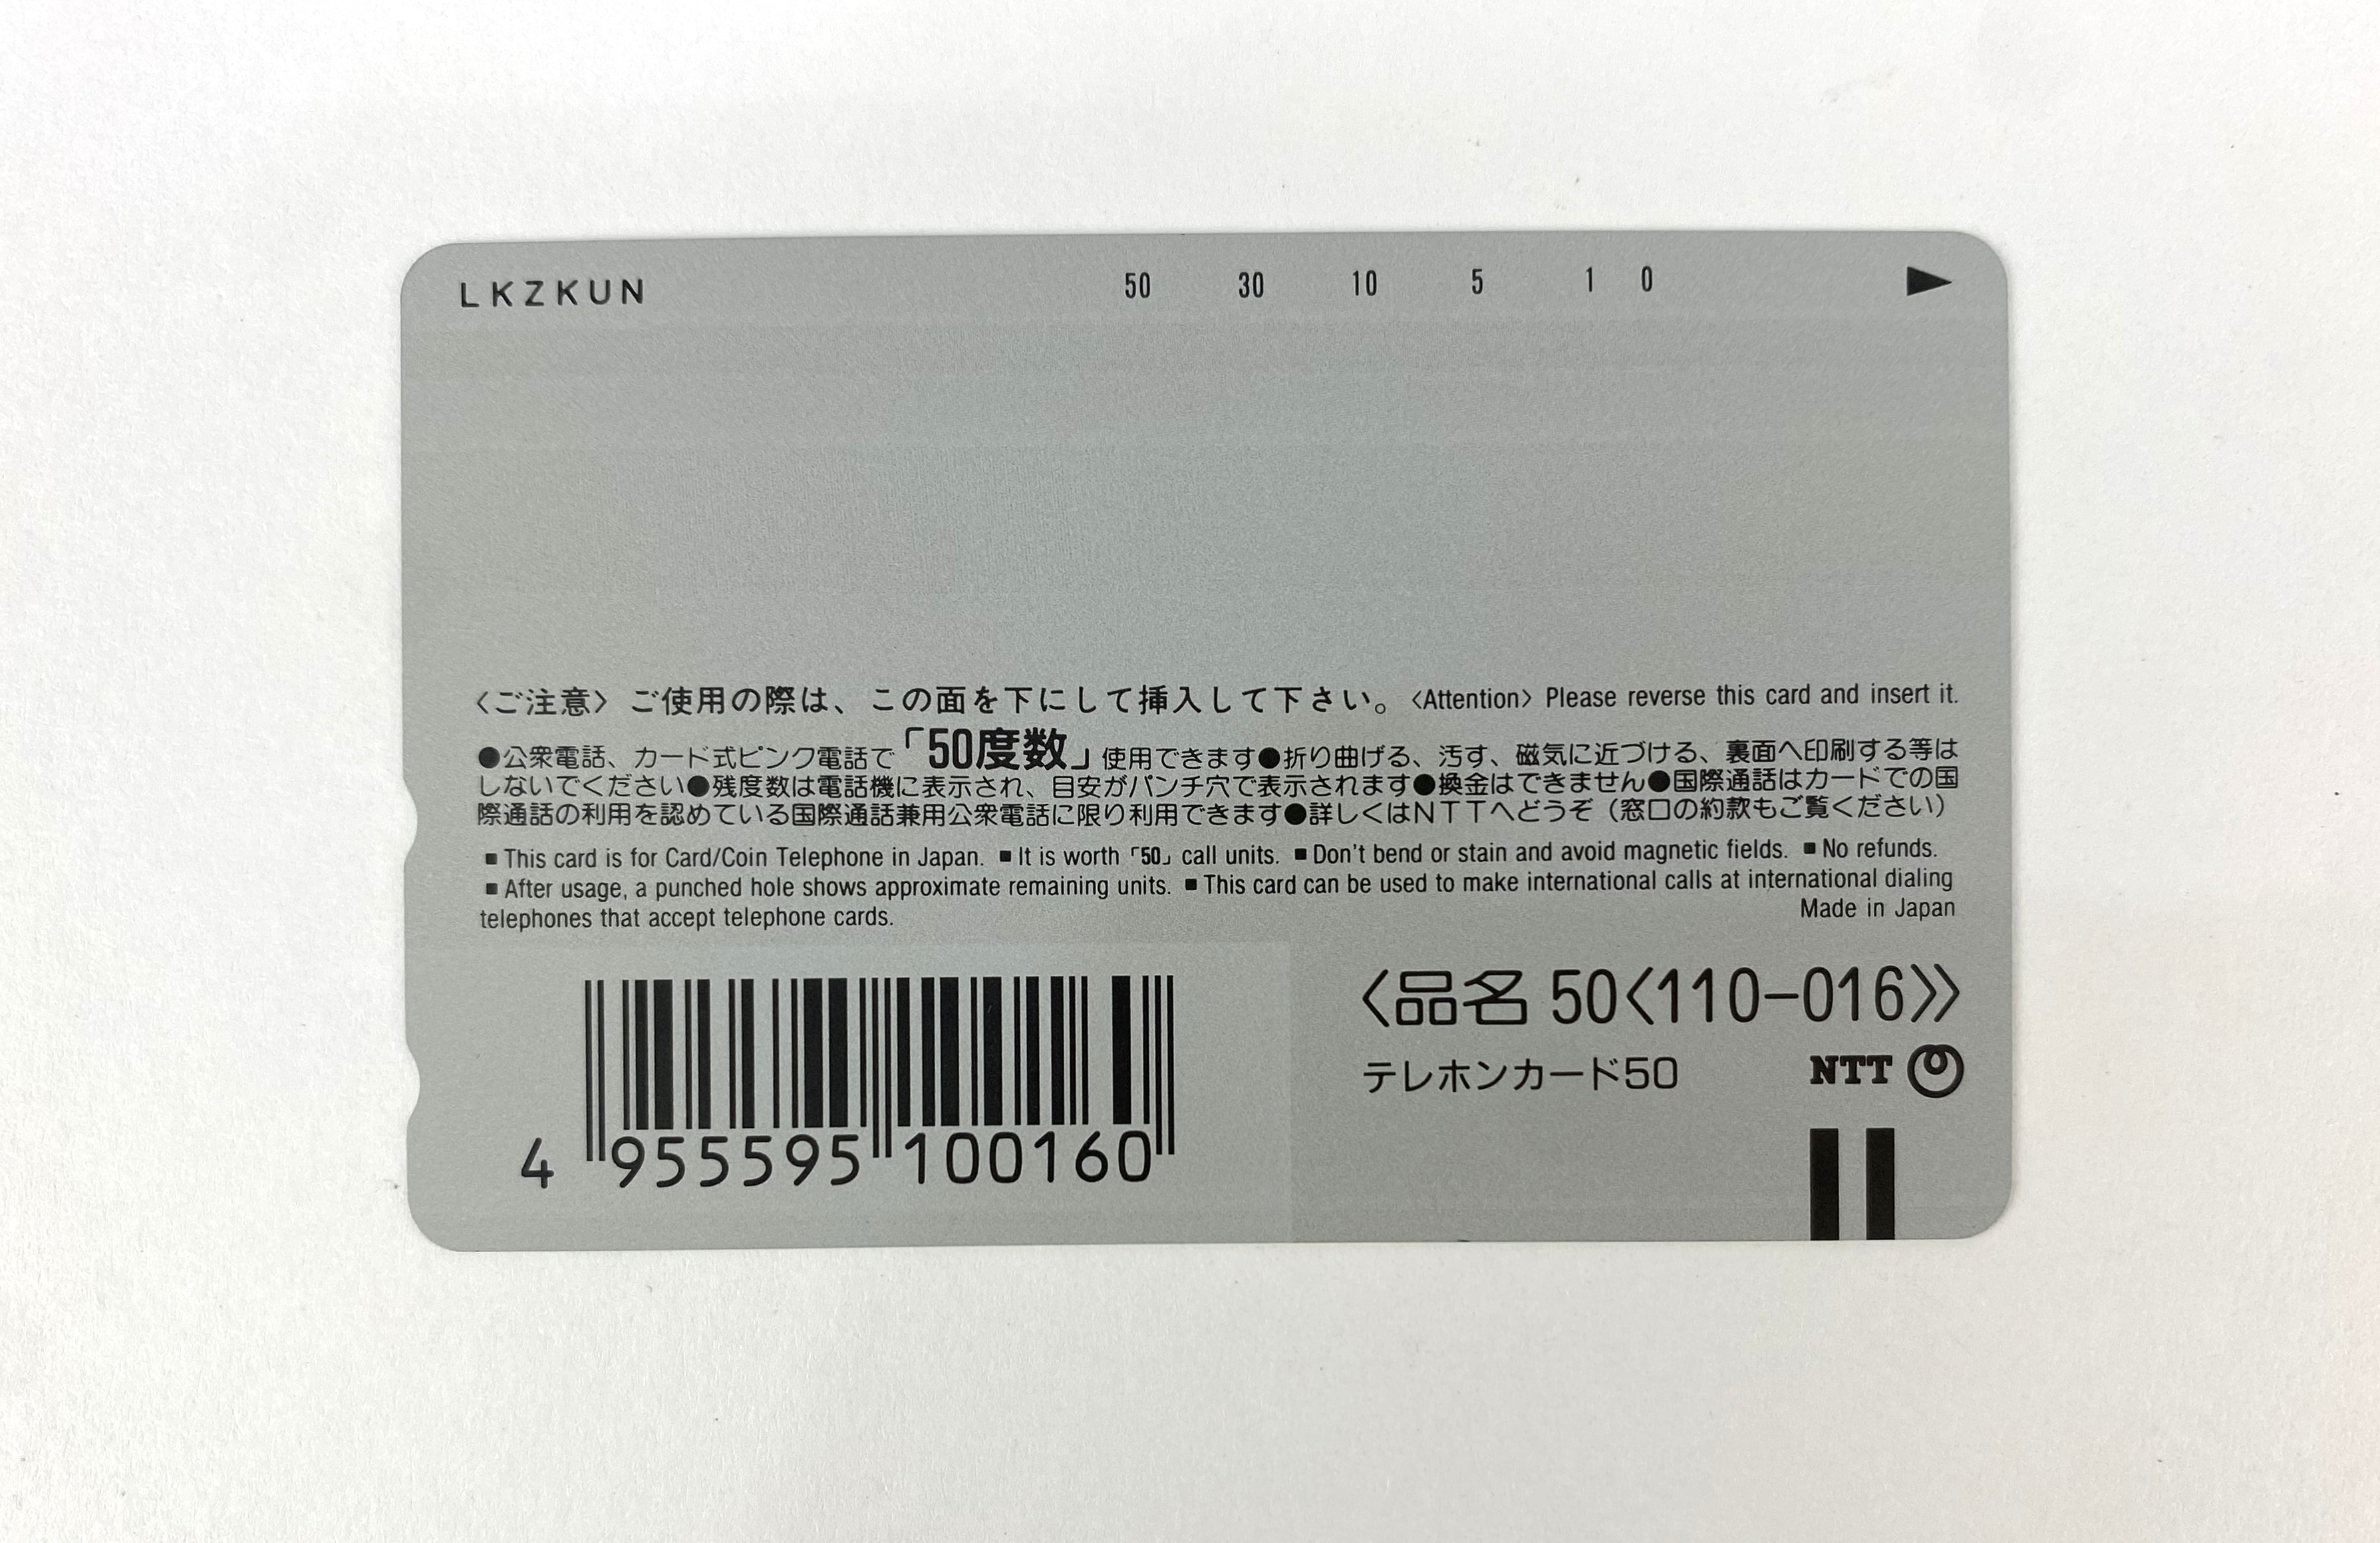 LKZKUN 50 30 10 5 1 0
〈ご注意〉ご使用の際は、この面を下にして挿入して下さい。〈Attention〉Please reverse this card and insert it.
●公衆電話、カード式ピンク電話で「50度数」使用できます●折り曲げる、汚す、磁気に近づける、裏面へ印刷する等は
しないでください●残度数は電話機に表示され、目安がパンチ穴で表示されます●換金はできません●国際通話はカードでの国
際通話の利用を認めている国際通話兼用公衆電話に限り利用できます●詳しくはNTTへどうぞ（窓口の約款もご覧ください）
■This card is for Card/Coin Telephone in Japan. ■It is worth「50」call units. ■Don't bend or stain and avoid magnetic fields. ■No refunds.
■After usage, a punched hole shows approximate remaining units. ■This card can be used to make international calls at international dialing
telephones that accept telephone cards.
Made in Japan
〈品名 50〈110-016〉〉
テレホンカード50 NTT
4 955595 100160